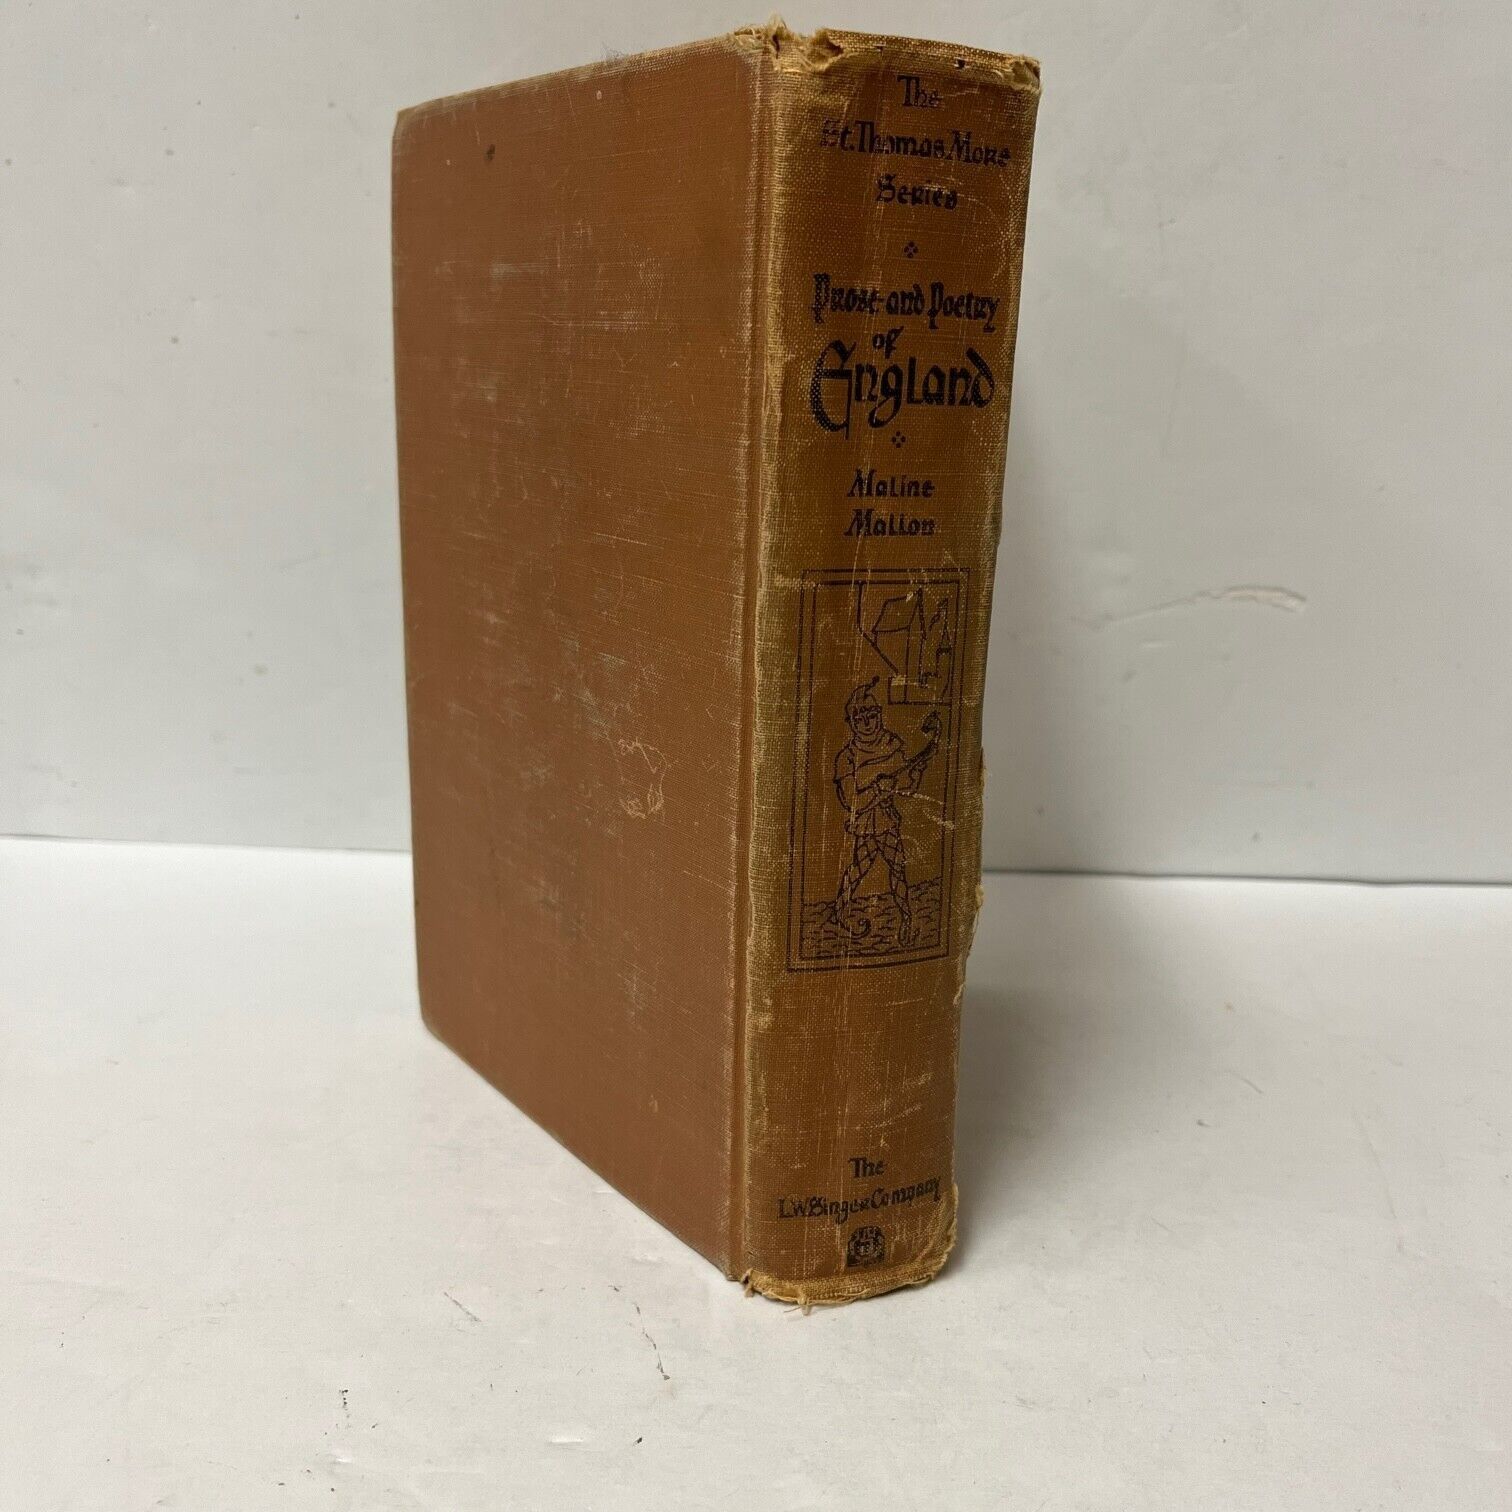 The
St. Thomas More
Series
Prose and Poetry
of
England
Maline
Mallon
The
L.W. Singer Company